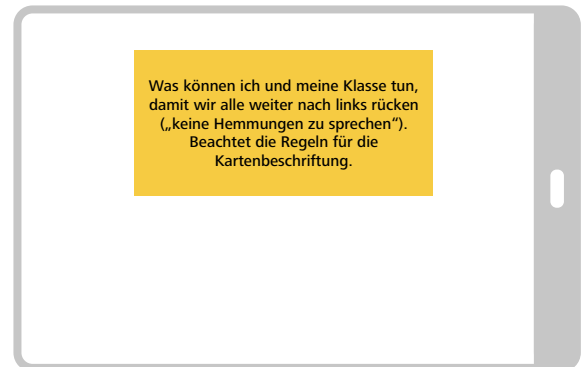 Was können ich und meine Klasse tun,
damit wir alle weiter nach links rücken
(„keine Hemmungen zu sprechen“).
Beachtet die Regeln für die
Kartenbeschriftung.